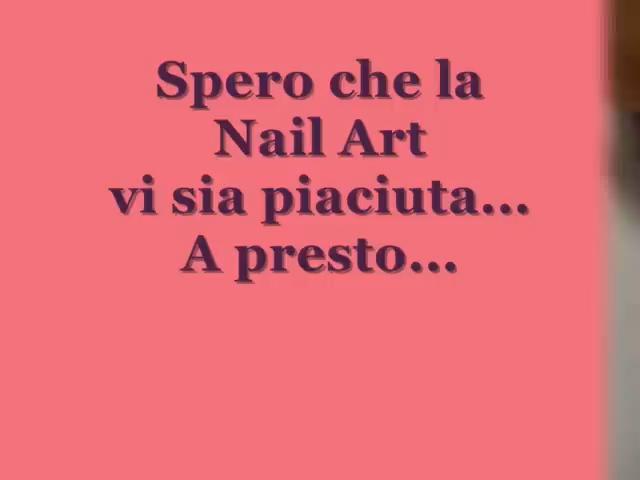 Spero che la
Nail Art
vi sia piaciuta...
A presto...